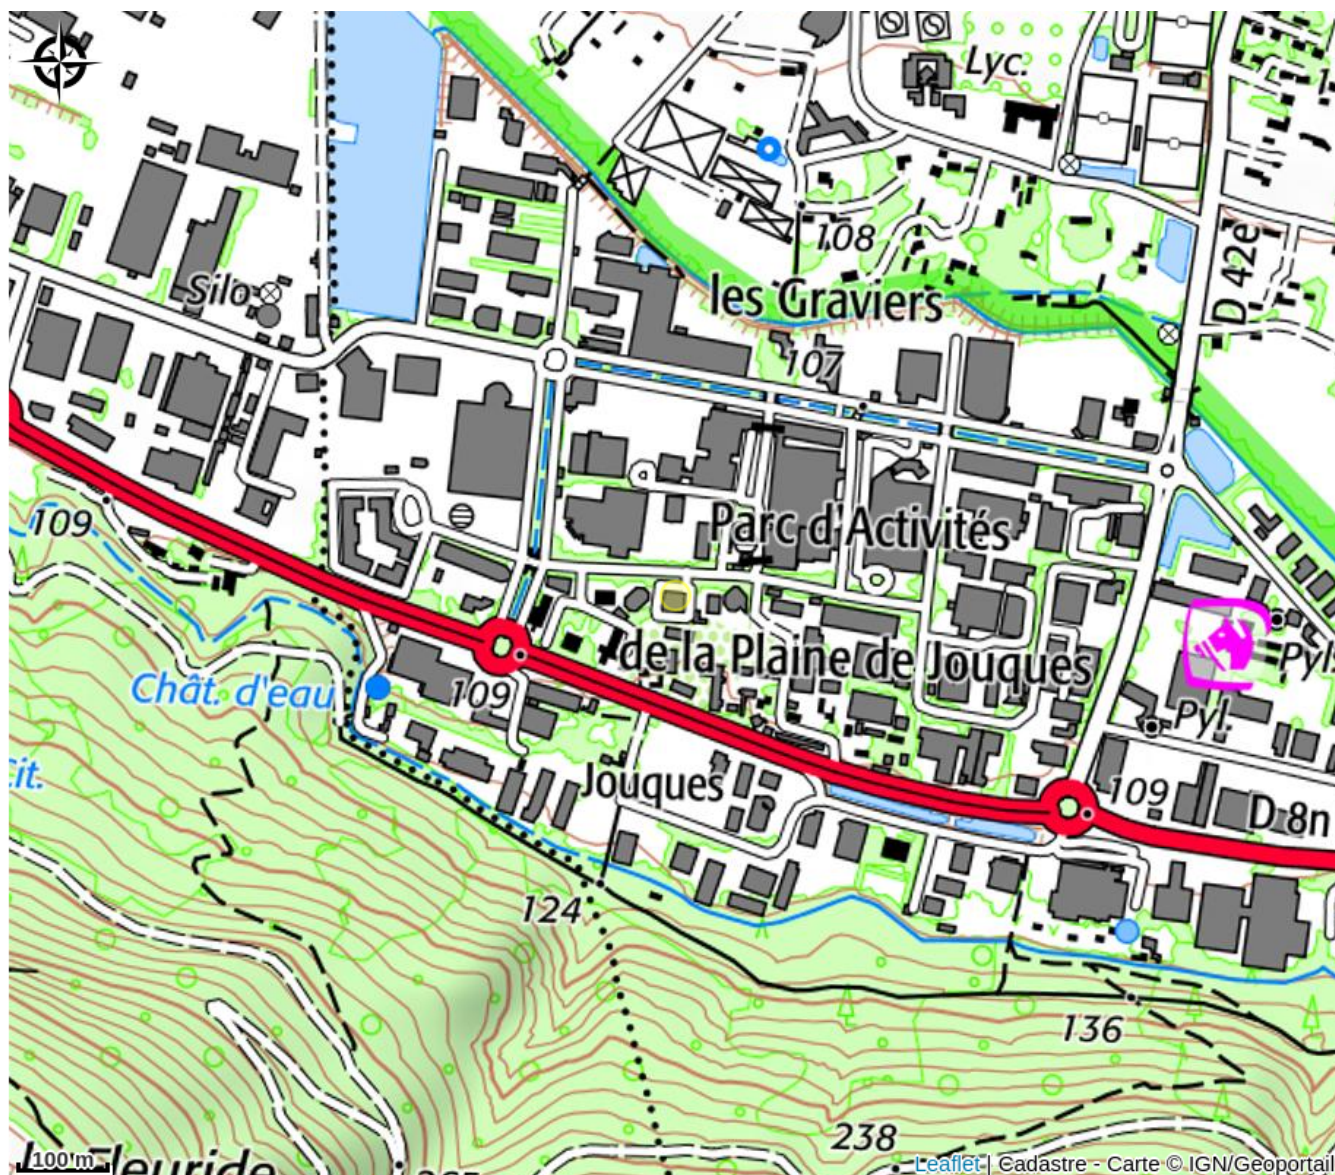 Lyc.
108
D 42e
Silo
les Graviers
107
109
Parc d'Activités
de la Plaine de Jouques
Pyl.
Chât. d'eau
109
Pyl.
Cit.
Jouques
109
D 8n
124
136
238
100 m
Leaflet | Cadastre - Carte © IGN/Geoportail